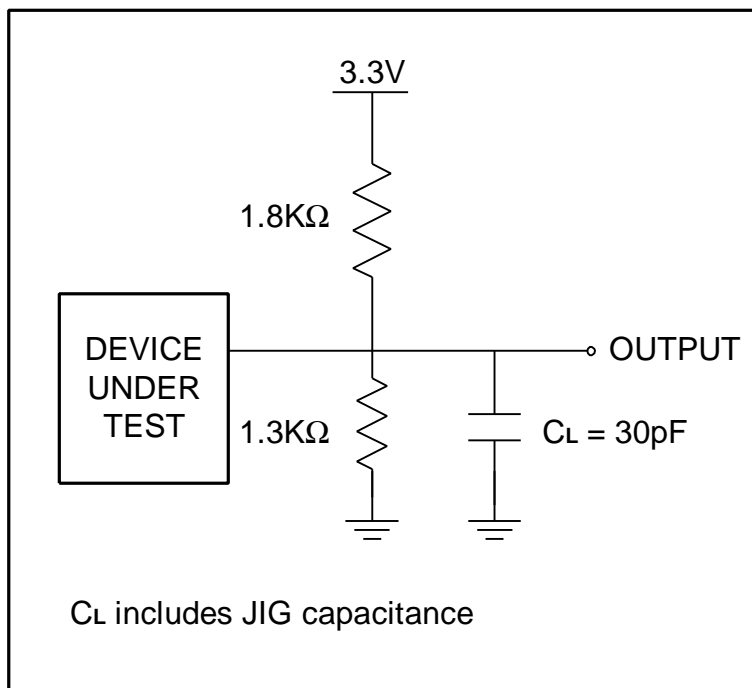 3.3V
1.8KΩ
DEVICE
UNDER
TEST
OUTPUT
1.3KΩ
CL = 30pF
CL includes JIG capacitance